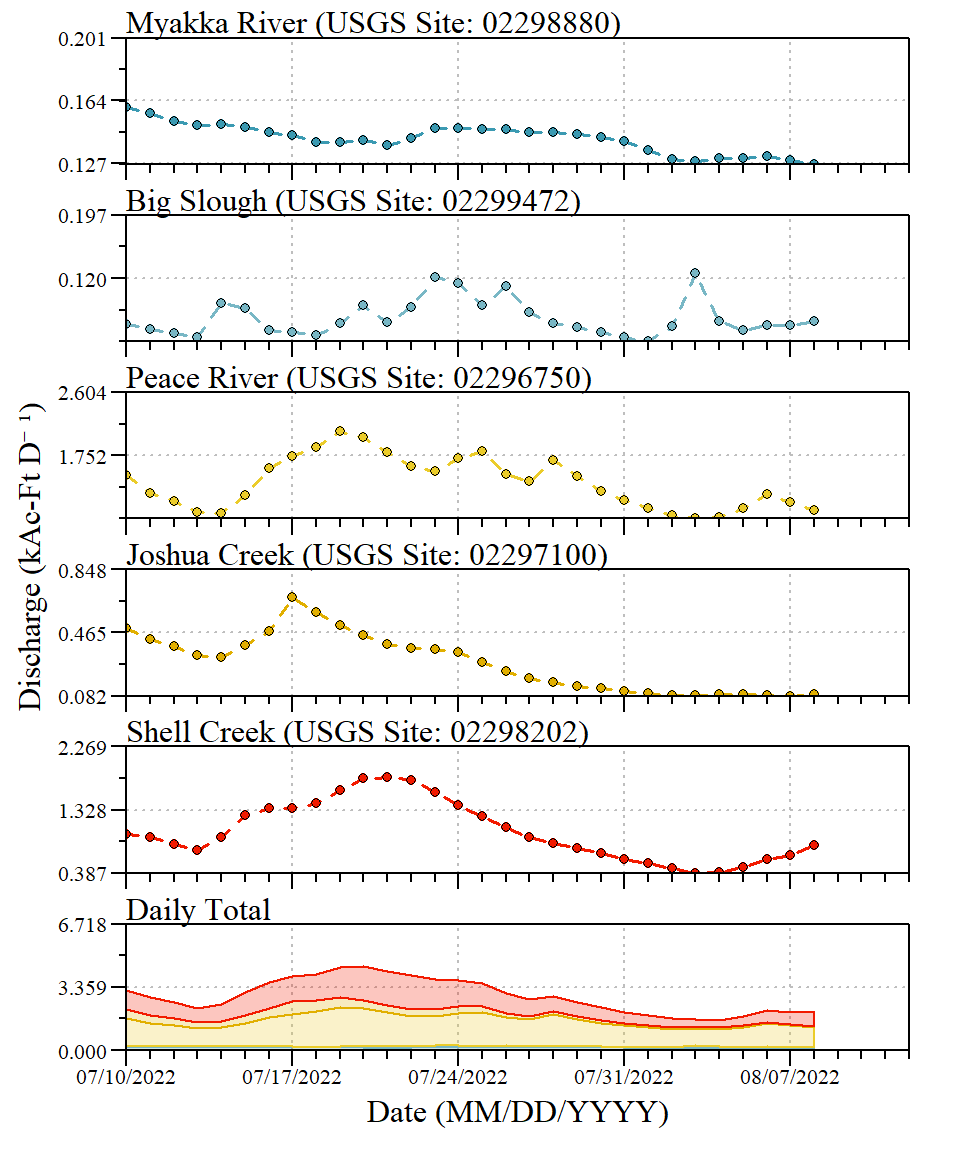 Myakka River (USGS Site: 02298880)
0.201
0.164
0.127
Big Slough (USGS Site: 02299472)
0.197
0.120
Peace River (USGS Site: 02296750)
2.604
1.752
Joshua Creek (USGS Site: 02297100)
0.848
0.465
0.082
Shell Creek (USGS Site: 02298202)
2.269
1.328
0.387
Daily Total
6.718
3.359
0.000
Discharge (kAc-Ft D⁻¹)
07/10/2022 07/17/2022 07/24/2022 07/31/2022 08/07/2022
Date (MM/DD/YYYY)